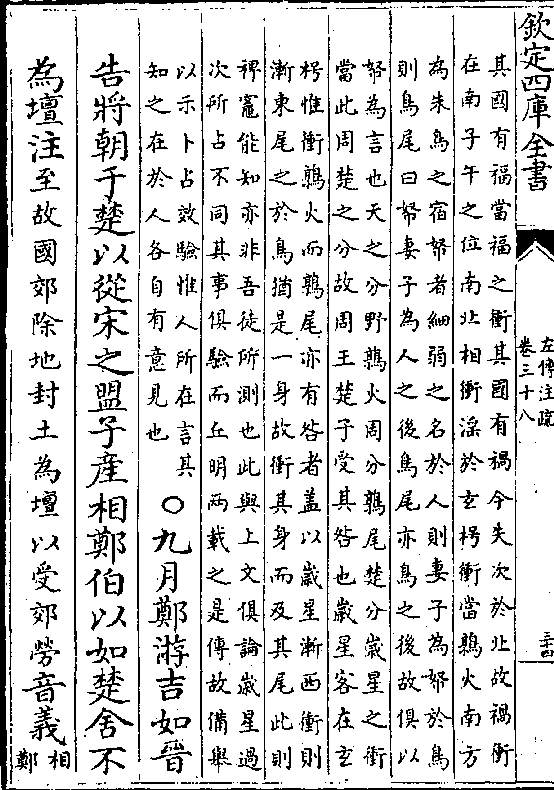 欽定四庫全書
左傳注疏
卷三十八
三十四
其國有福當福之衝其國有禍今失次於北故禍衝
在南子午之位南北相衝淫於玄枵衝當鶉火南方
為朱鳥之宿帑者細弱之名於人則妻子為帑於鳥
則鳥尾曰帑妻子為人之後鳥尾亦鳥之後故俱以
帑為言也天之分野鶉火周分鶉尾楚分歲星之衝
當此周楚之分故周王楚子受其咎也歲星客在玄
枵惟衝鶉火而鶉尾亦有咎者蓋以歲星漸西衝則
漸東尾之於鳥猶是一身故衝其身而及其尾此則
裨竈能知亦非吾徒所測也此與上文俱論歲星過
次所占不同其事俱驗而丘明兩載之是傳故備舉
以示卜占效驗惟人所在言其
知之在於人各自有意見也
○九月鄭游吉如晉
告將朝于楚以從宋之盟子產相鄭伯以如楚舍不
為壇注至故國郊除地封土為壇以受郊勞音義
相
鄭